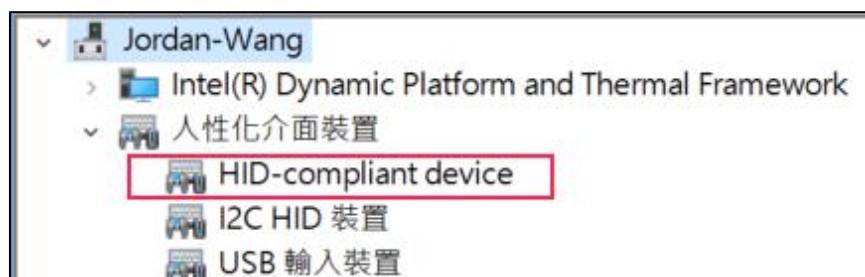 Jordan-Wang
Intel(R) Dynamic Platform and Thermal Framework
人性化介面裝置
HID-compliant device
I2C HID 裝置
USB 輸入裝置